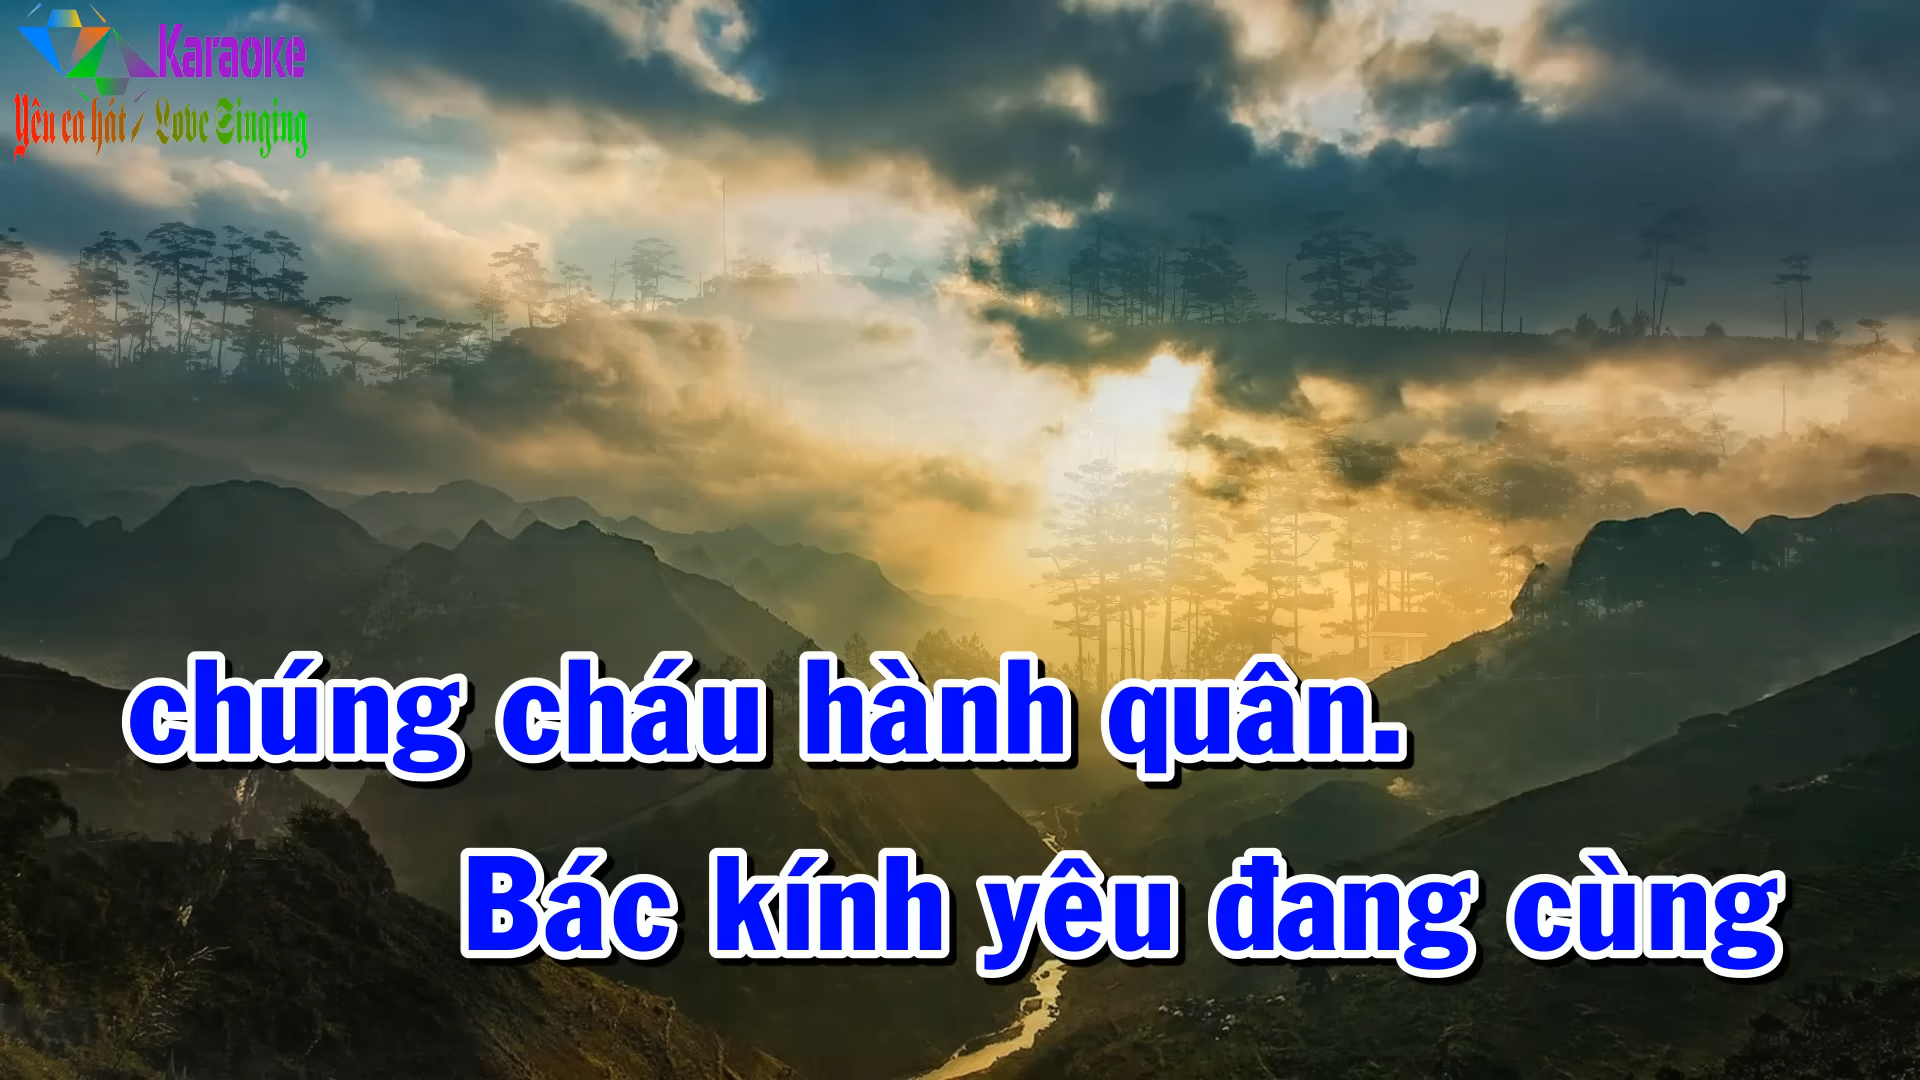 Karaoke
Yêu ca hát / Love Singing
chúng cháu hành quân.
Bác kính yêu đang cùng